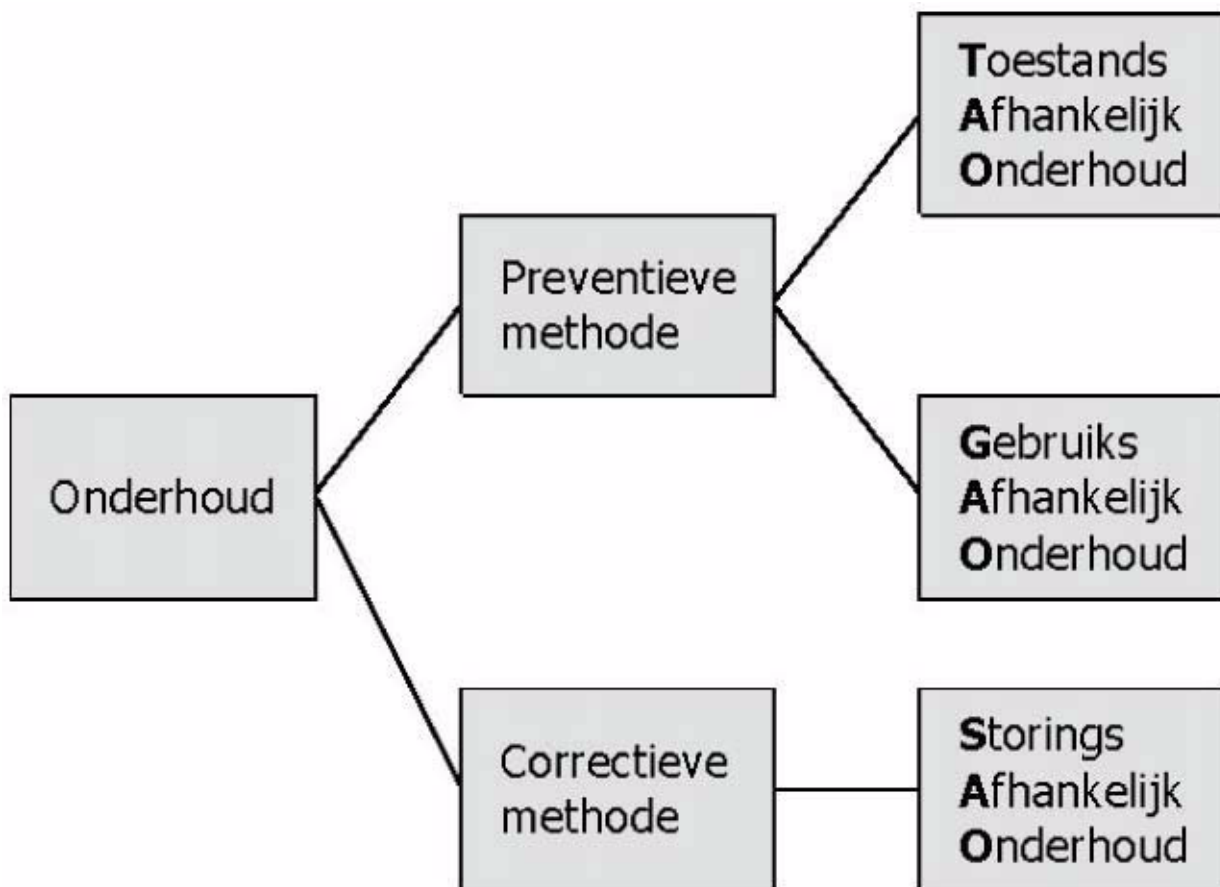 Onderhoud
Preventieve
methode
Correctieve
methode
Toestands
Afhankelijk
Onderhoud
Gebruiks
Afhankelijk
Onderhoud
Storings
Afhankelijk
Onderhoud